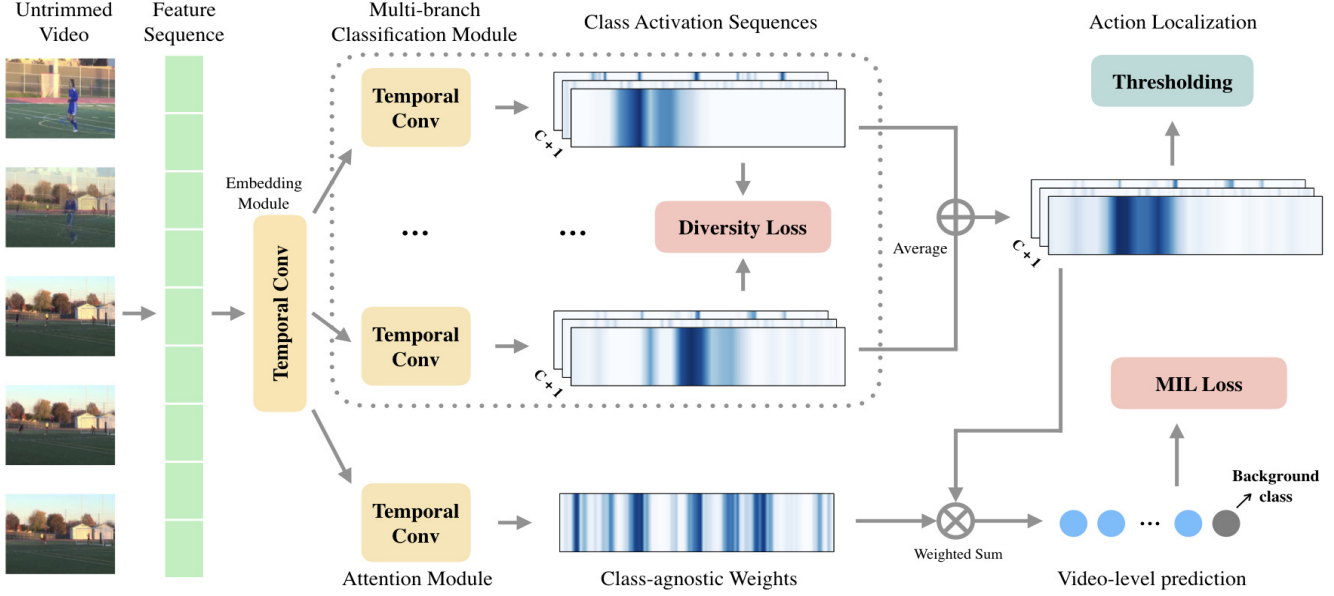 Untrimmed
Video
Feature
Sequence
Multi-branch
Classification Module
Class Activation Sequences
Action Localization
Thresholding
Temporal
Conv
C + 1
C + 1
Embedding
Module
Temporal Conv
...
...
Diversity Loss
Average
Temporal
Conv
C + 1
MIL Loss
Temporal
Conv
Background
class
...
Weighted Sum
Attention Module
Class-agnostic Weights
Video-level prediction